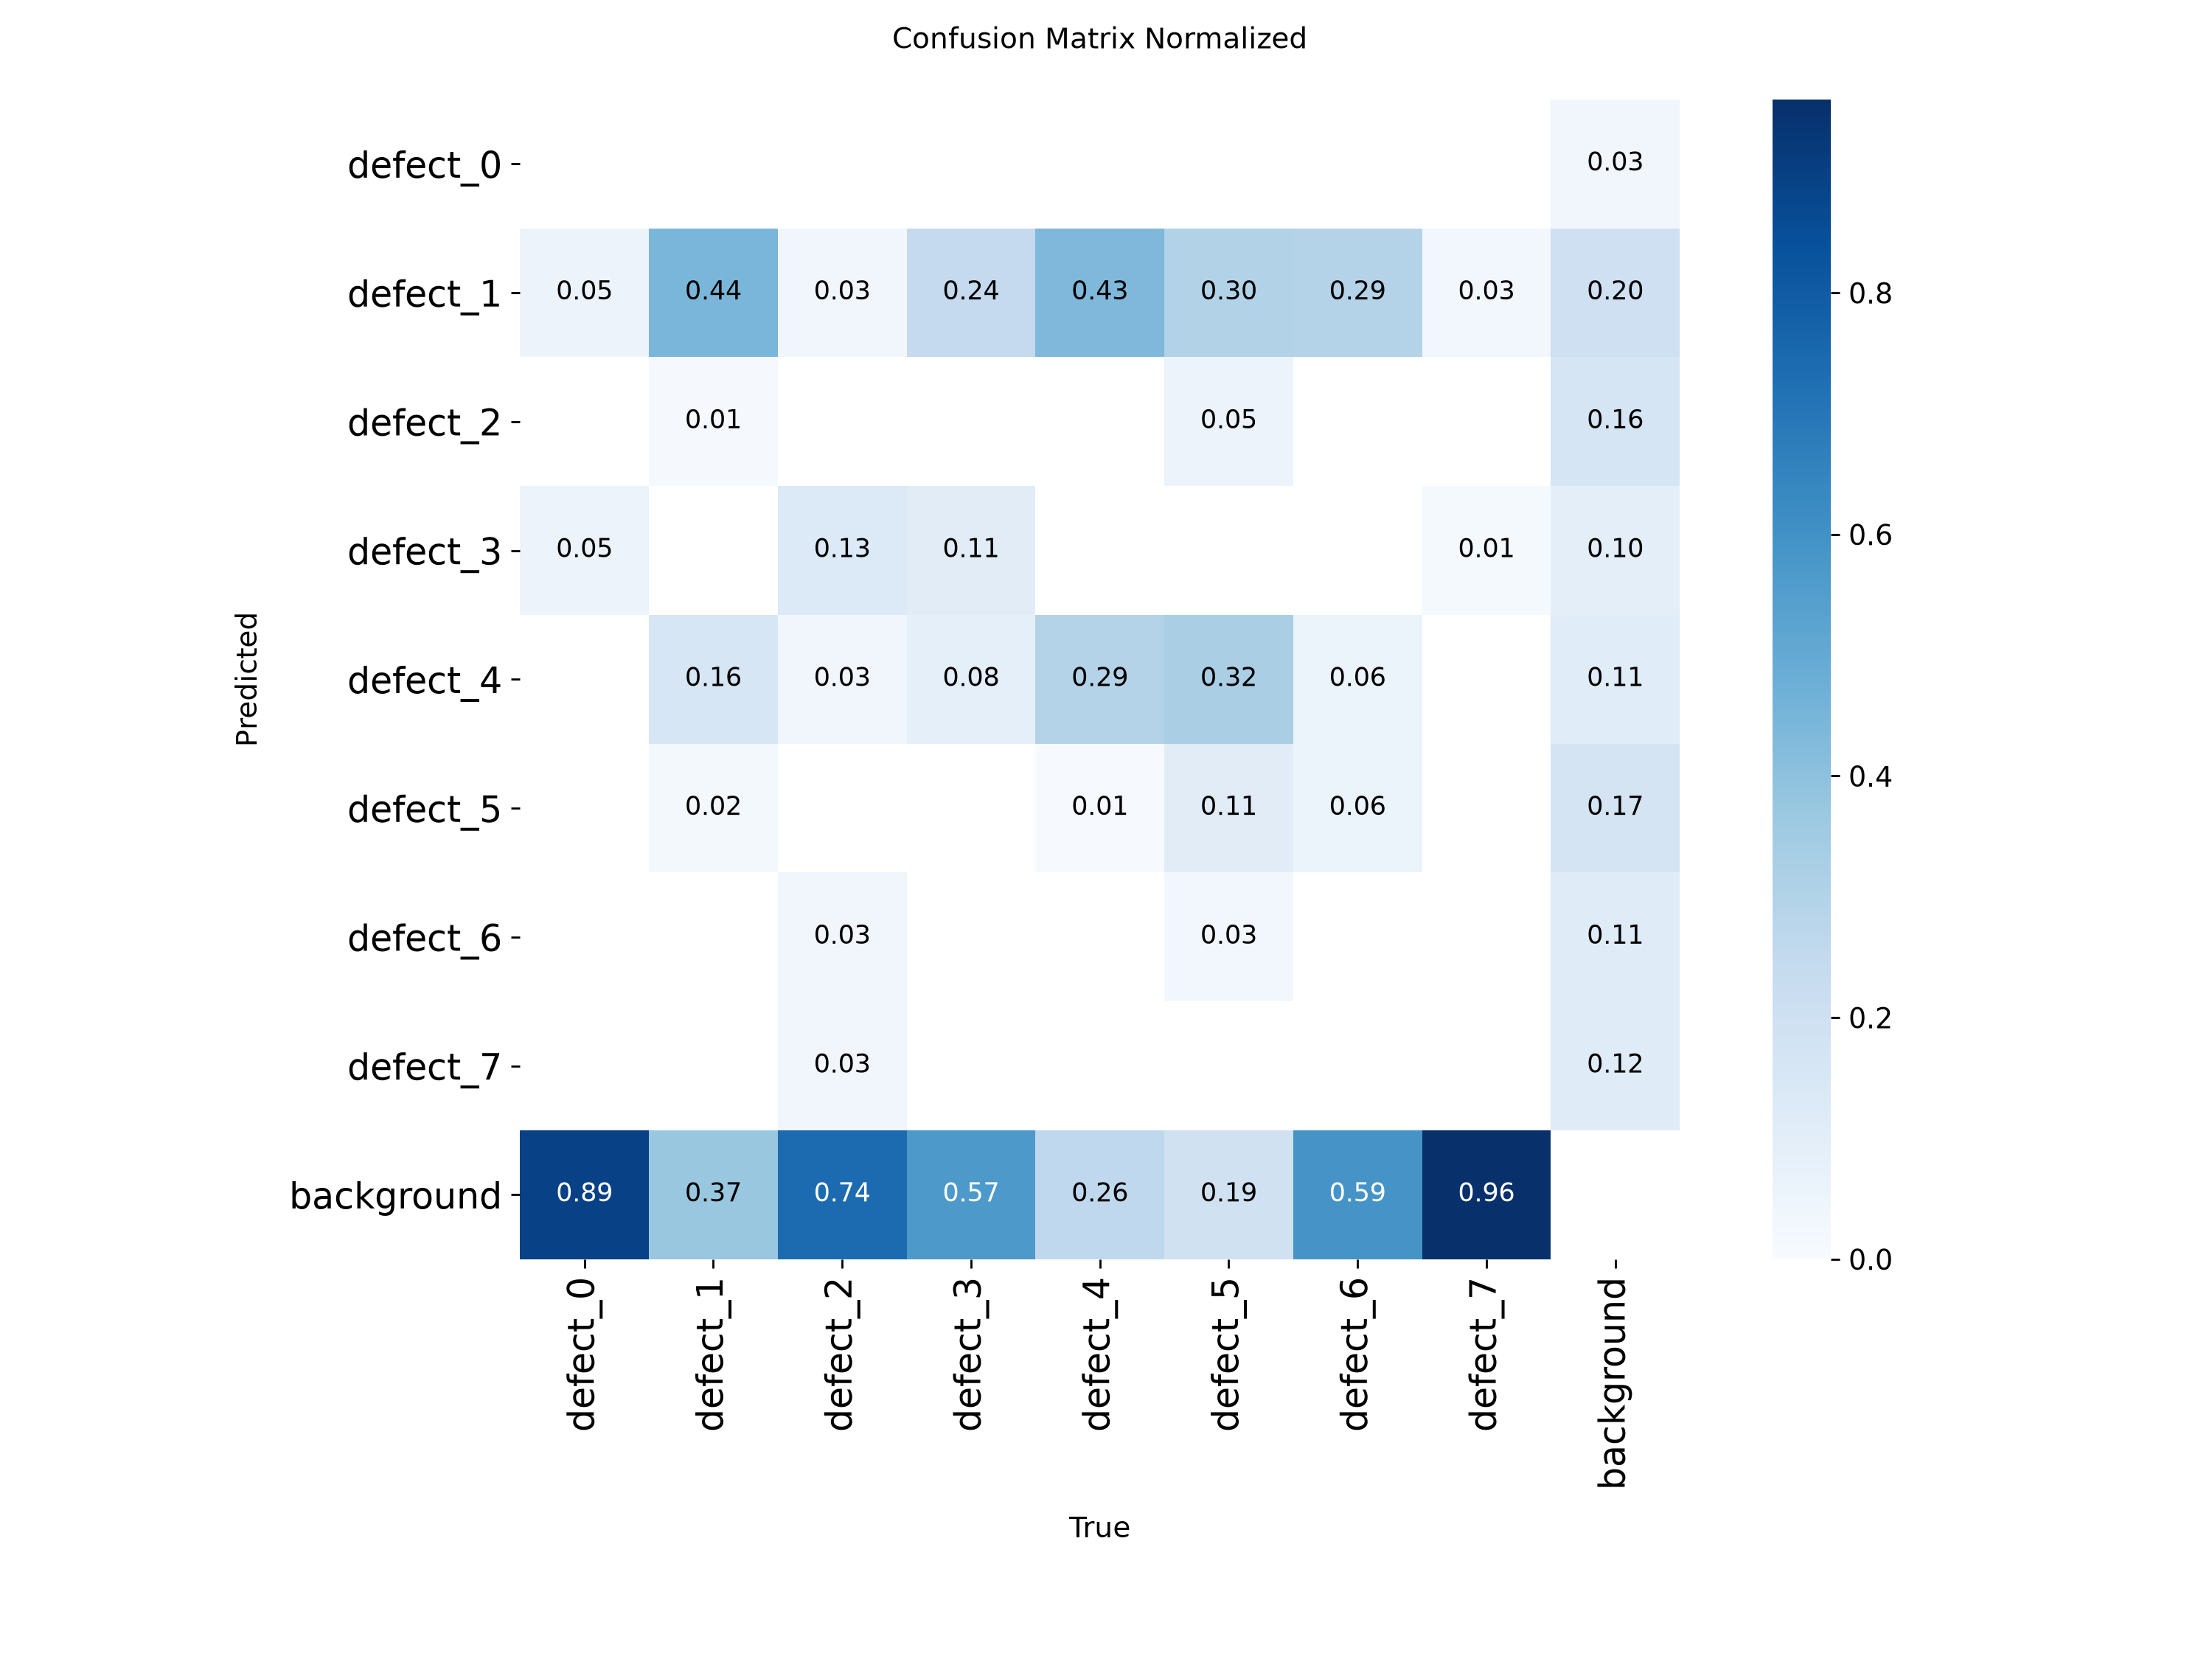 Confusion Matrix Normalized
defect_0 0.03
defect_1 0.05 0.44 0.03 0.24 0.43 0.30 0.29 0.03 0.20
defect_2 0.01 0.05 0.16
defect_3 0.05 0.13 0.11 0.01 0.10
defect_4 0.16 0.03 0.08 0.29 0.32 0.06 0.11
defect_5 0.02 0.01 0.11 0.06 0.17
defect_6 0.03 0.03 0.11
defect_7 0.03 0.12
background 0.89 0.37 0.74 0.57 0.26 0.19 0.59 0.96
Predicted
defect_0 defect_1 defect_2 defect_3 defect_4 defect_5 defect_6 defect_7 background
True
0.8
0.6
0.4
0.2
0.0